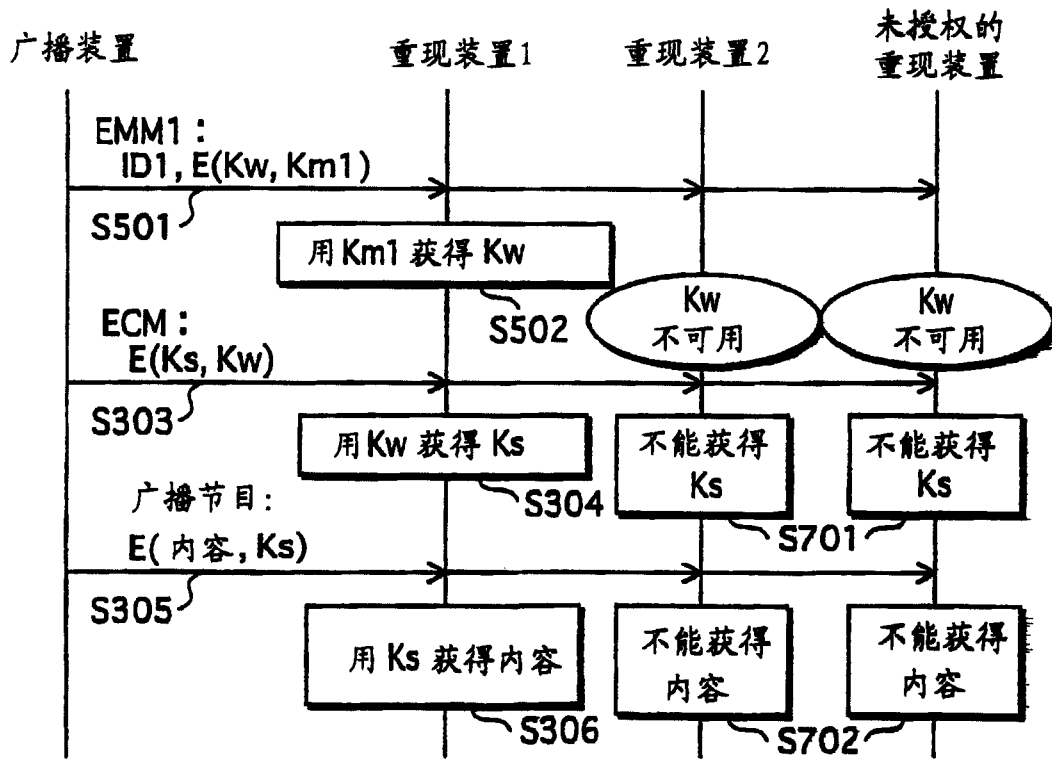 广播装置
重现装置1
重现装置2
未授权的
重现装置
EMM1:
ID1, E(Kw, Km1)
S501
用Km1 获得 Kw
S502
Kw
不可用
Kw
不可用
ECM:
E(Ks, Kw)
S303
用Kw 获得 Ks
S304
不能获得
Ks
不能获得
Ks
S701
广播节目:
E( 内容, Ks)
S305
用 Ks 获得内容
S306
不能获得
内容
不能获得
内容
S702